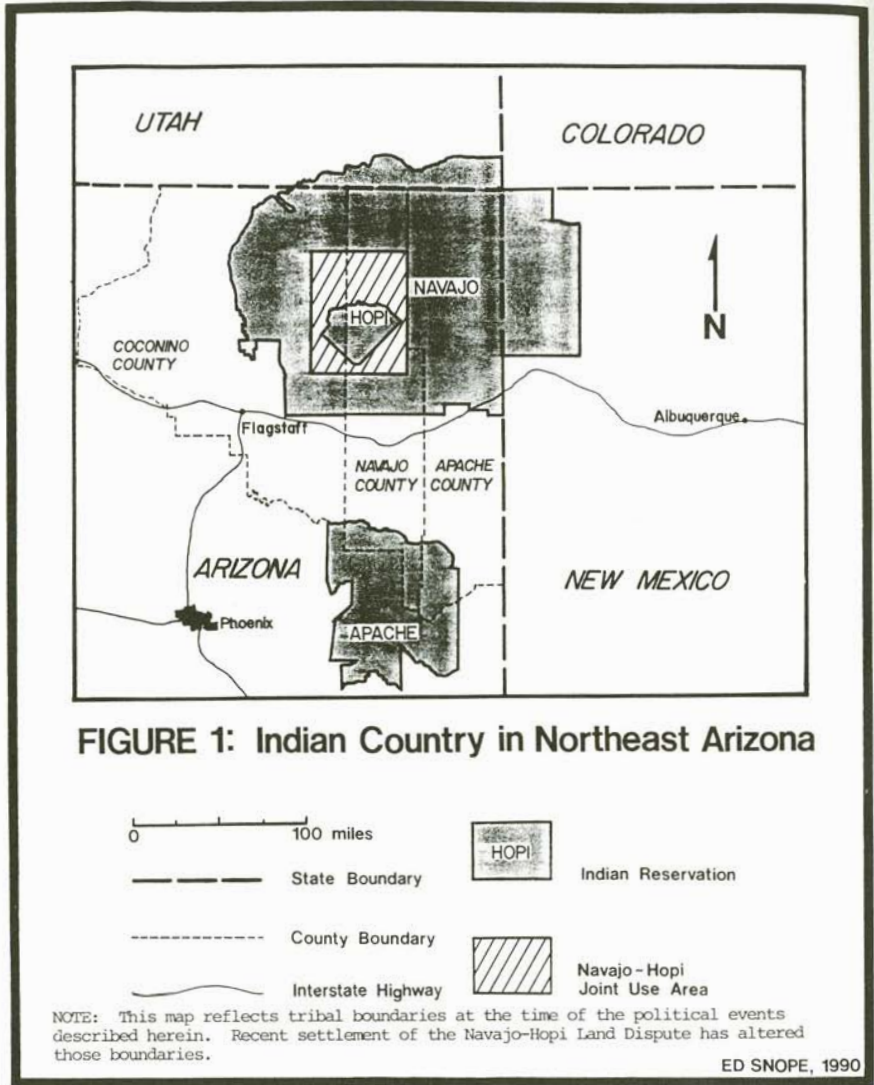 UTAH
COLORADO
NAVAJO
HOPI
N
COCONINO
COUNTY
Flagstaff
Albuquerque
NAVAJO
COUNTY
APACHE
COUNTY
ARIZONA
NEW MEXICO
Phoenix
APACHE
FIGURE 1: Indian Country in Northeast Arizona
0 100 miles
HOPI
Indian Reservation
State Boundary
County Boundary
Navajo-Hopi
Joint Use Area
Interstate Highway
NOTE: This map reflects tribal boundaries at the time of the political events
described herein. Recent settlement of the Navajo-Hopi Land Dispute has altered
those boundaries.
ED SNOPE, 1990